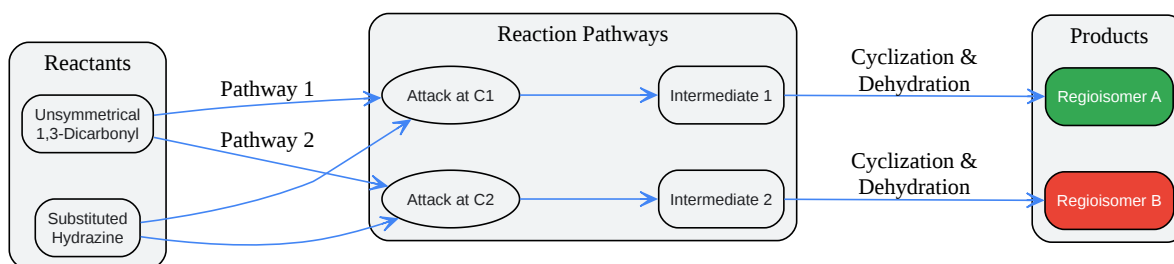 Reactants
Unsymmetrical
1,3-Dicarbonyl
Substituted
Hydrazine
Pathway 1
Pathway 2
Reaction Pathways
Attack at C1
Intermediate 1
Attack at C2
Intermediate 2
Cyclization &
Dehydration
Cyclization &
Dehydration
Products
Regioisomer A
Regioisomer B